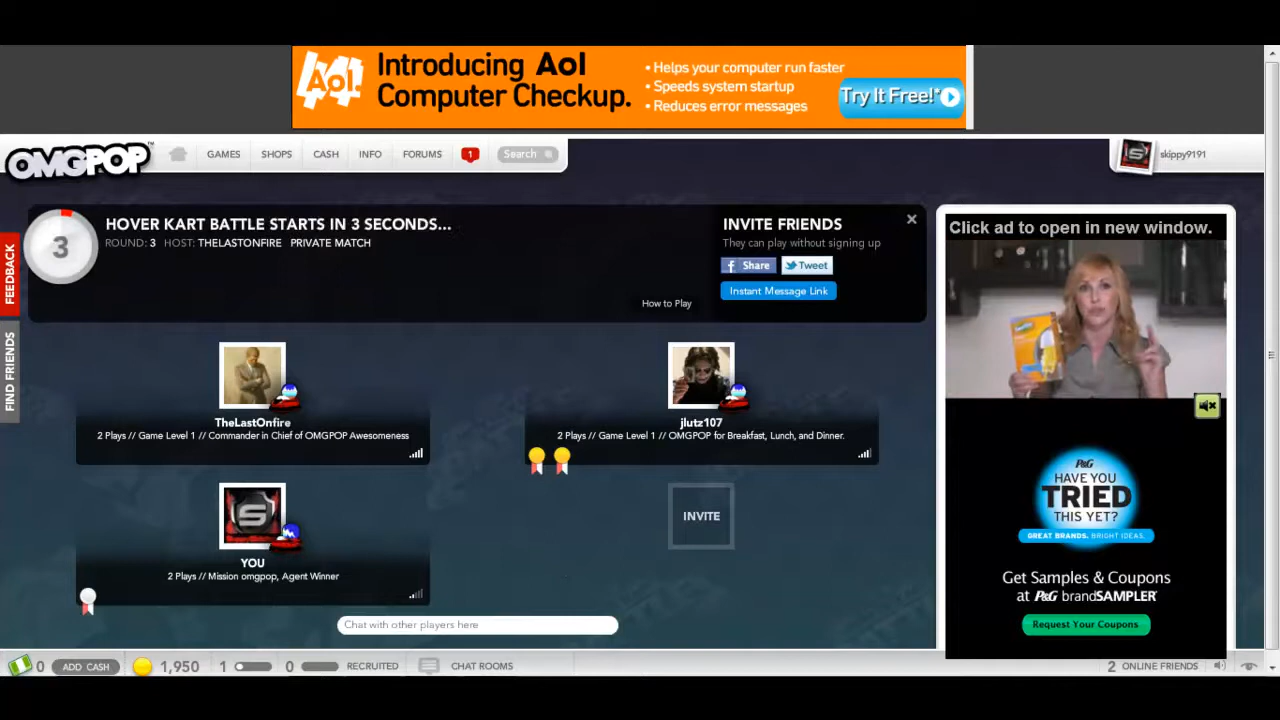 Aol.
Introducing Aol
Computer Checkup.
• Helps your computer run faster
• Speeds system startup
• Reduces error messages
Try It Free!*
OMGPOP™
GAMES
SHOPS
CASH
INFO
FORUMS
1
Search
skippy9191
3
HOVER KART BATTLE STARTS IN 3 SECONDS...
ROUND: 3 HOST: THELASTONFIRE PRIVATE MATCH
How to Play
INVITE FRIENDS
They can play without signing up
f Share
Tweet
Instant Message Link
FEEDBACK
FIND FRIENDS
TheLastOnfire
2 Plays // Game Level 1 // Commander in Chief of OMGPOP Awesomeness
jlutz107
2 Plays // Game Level 1 // OMGPOP for Breakfast, Lunch, and Dinner.
S
YOU
2 Plays // Mission omgpop, Agent Winner
INVITE
Chat with other players here
Click ad to open in new window.
P&G
HAVE YOU
TRIED
THIS YET?
GREAT BRANDS. BRIGHT IDEAS.
Get Samples & Coupons
at P&G brandSAMPLER
Request Your Coupons
0
ADD CASH
1,950
1
0
RECRUITED
CHAT ROOMS
2 ONLINE FRIENDS